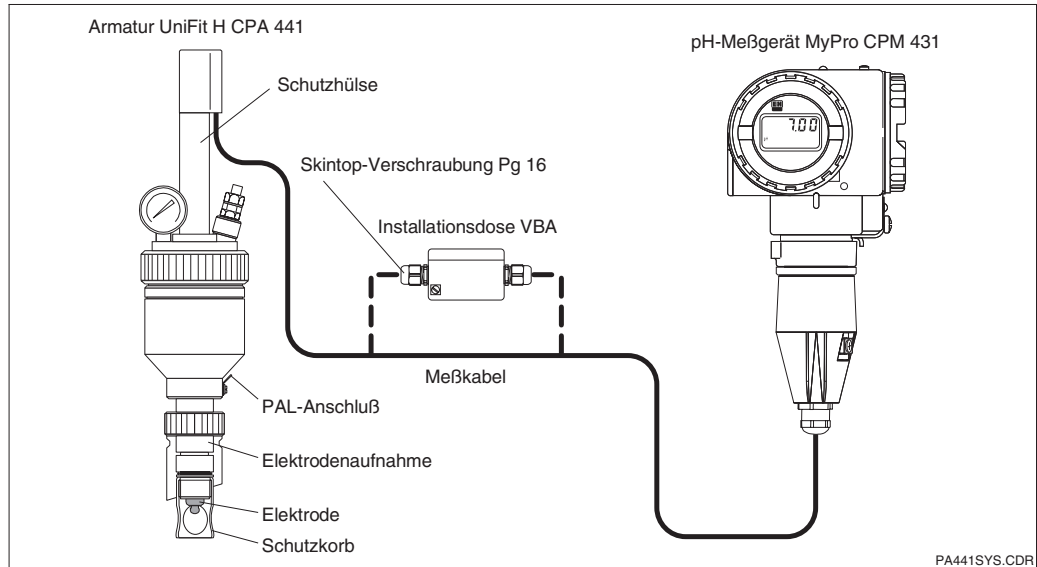 Armatur UniFit H CPA 441
pH-Meßgerät MyPro CPM 431
Schutzhülse
7.00
Skintop-Verschraubung Pg 16
Installationsdose VBA
Meßkabel
PAL-Anschluß
Elektrodenaufnahme
Elektrode
Schutzkorb
PA441SYS.CDR